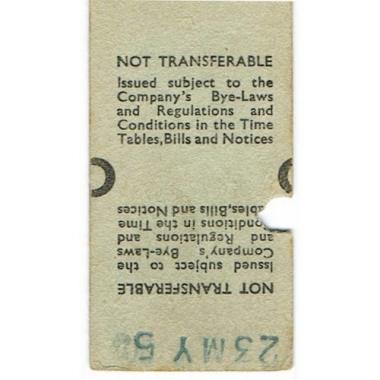 NOT TRANSFERABLE
Issued subject to the
Company's Bye-Laws
and Regulations and
Conditions in the Time
Tables,Bills and Notices
NOT TRANSFERABLE
Issued subject to the
Company's Bye-Laws
and Regulations and
Conditions in the Time
ables,Bills and Notices
23 MY 5